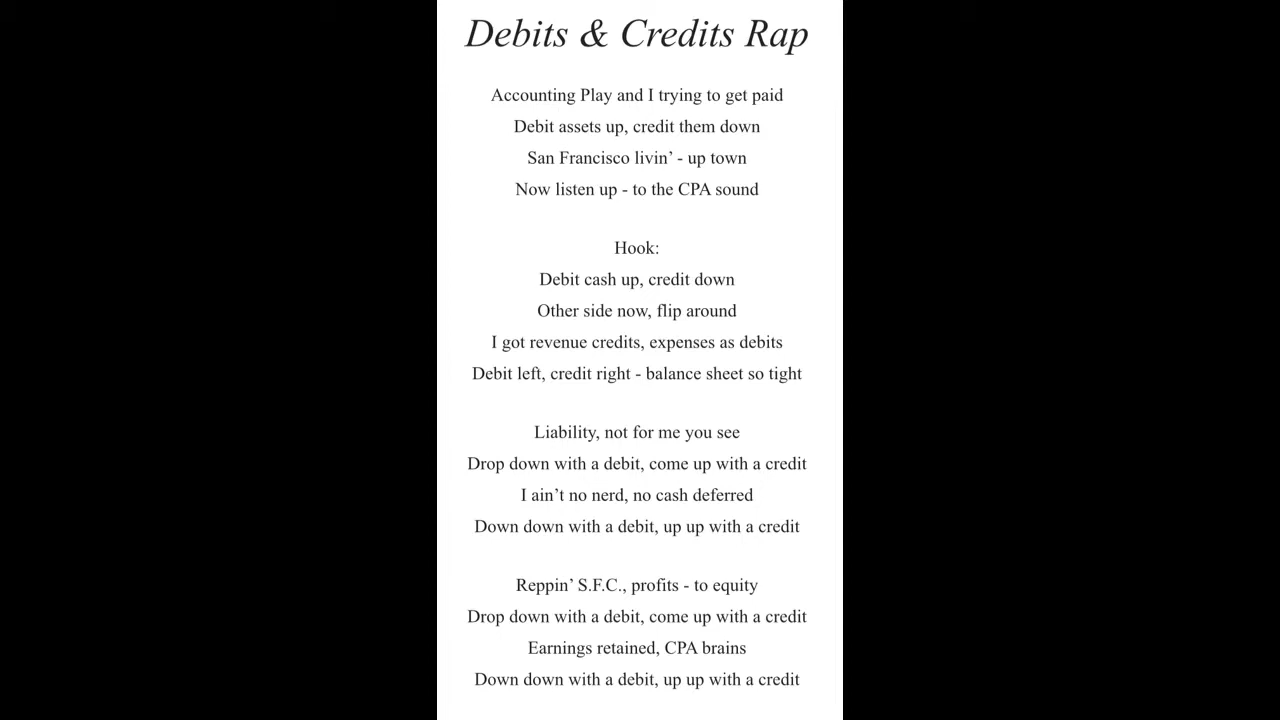 Debits & Credits Rap
Accounting Play and I trying to get paid
Debit assets up, credit them down
San Francisco livin’ - up town
Now listen up - to the CPA sound
Hook:
Debit cash up, credit down
Other side now, flip around
I got revenue credits, expenses as debits
Debit left, credit right - balance sheet so tight
Liability, not for me you see
Drop down with a debit, come up with a credit
I ain’t no nerd, no cash deferred
Down down with a debit, up up with a credit
Reppin’ S.F.C., profits - to equity
Drop down with a debit, come up with a credit
Earnings retained, CPA brains
Down down with a debit, up up with a credit